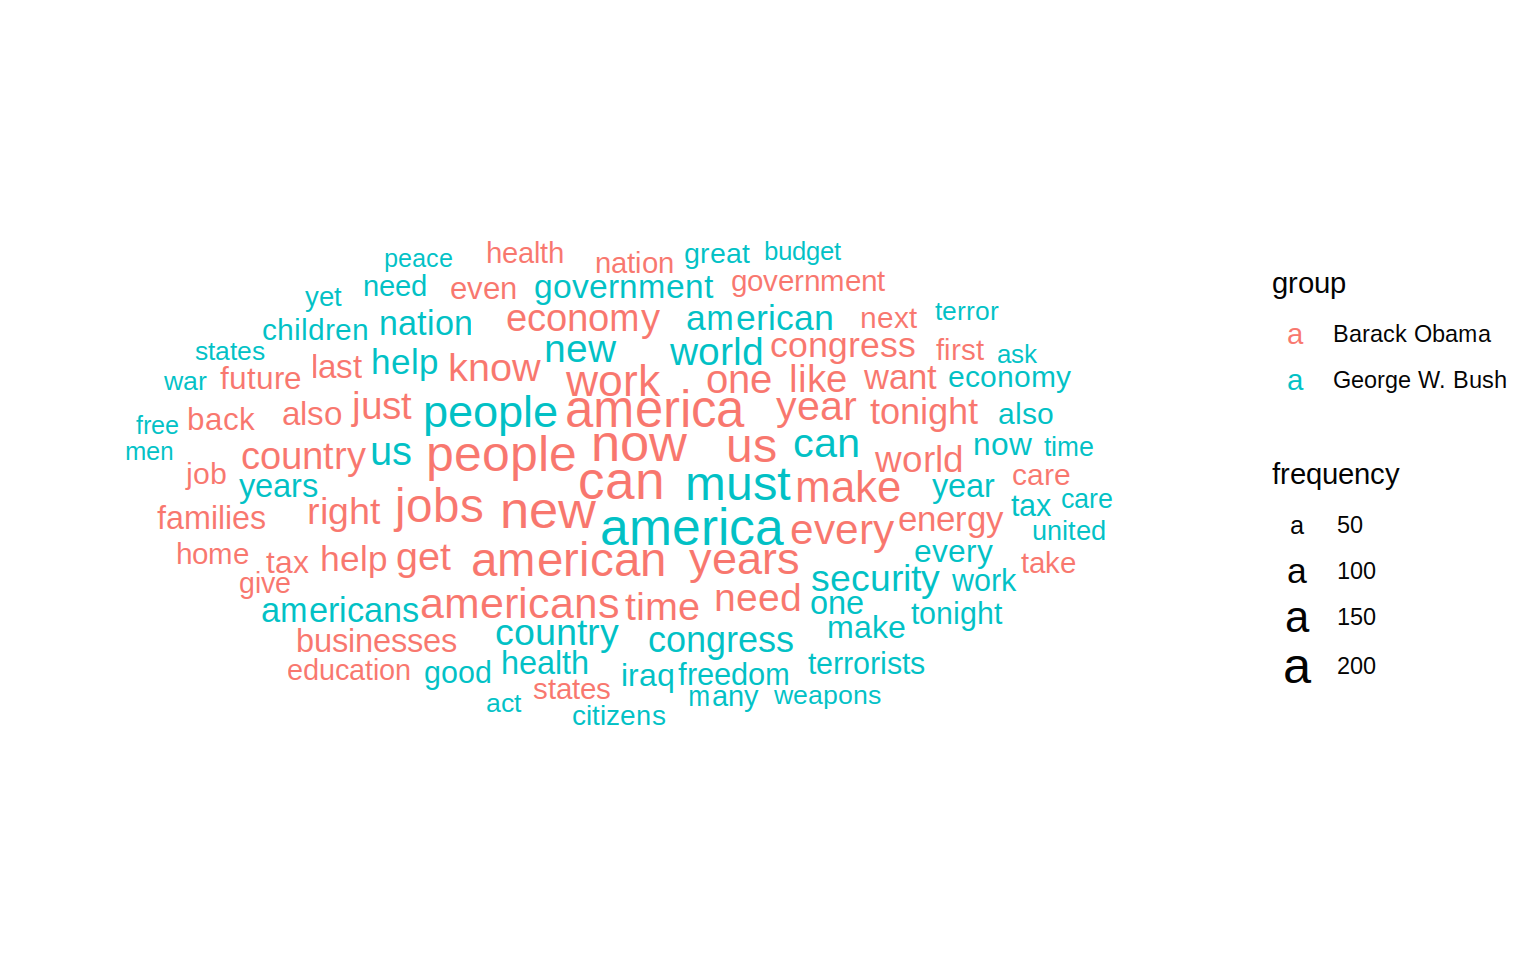 peace health nation great budget
yet need even government government
children nation economy american next terror
states last help know new world congress first ask
war future work one like want economy
free back also just people america year tonight also
men country us people now us can world now time
job years can must make year care
families right jobs new america every energy tax care
united
home tax help get american years every take
give americans americans time need security work
one tonight
businesses country congress make
education good health iraq freedom terrorists
act states many weapons
citizens
group
a Barack Obama
a George W. Bush
frequency
a 50
a 100
a 150
a 200